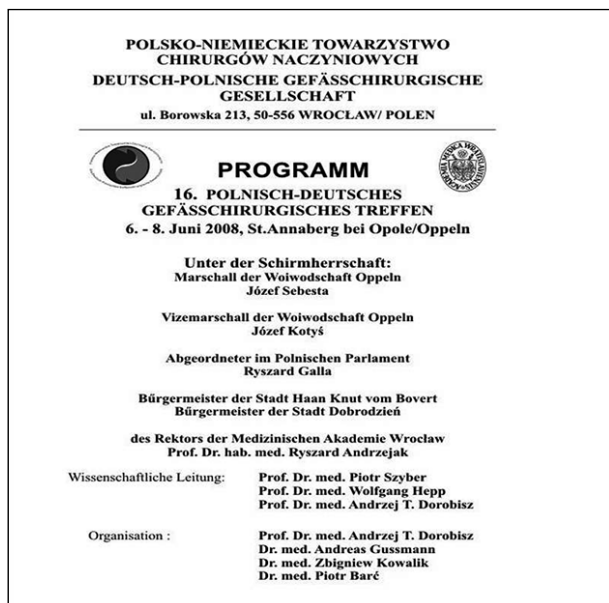 POLSKO-NIEMIECKIE TOWARZYSTWO
CHIRURGÓW NACZYNIOWYCH
DEUTSCH-POLNISCHE GEFÄSSCHIRURGISCHE
GESELLSCHAFT
ul. Borowska 213, 50-556 WROCŁAW/ POLEN
PROGRAMM
16. POLNISCH-DEUTSCHES
GEFÄSSCHIRURGISCHES TREFFEN
6. - 8. Juni 2008, St.Annaberg bei Opole/Oppeln
Unter der Schirmherrschaft:
Marschall der Woiwodschaft Oppeln
Józef Sebesta
Vizemarschall der Woiwodschaft Oppeln
Józef Kotyś
Abgeordneter im Polnischen Parlament
Ryszard Galla
Bűrgermeister der Stadt Haan Knut vom Bovert
Bűrgermeister der Stadt Dobrodzień
des Rektors der Medizinischen Akademie Wrocław
Prof. Dr. hab. med. Ryszard Andrzejak
Wissenschaftliche Leitung: Prof. Dr. med. Piotr Szyber
Prof. Dr. med. Wolfgang Hepp
Prof. Dr. med. Andrzej T. Dorobisz
Organisation : Prof. Dr. med. Andrzej T. Dorobisz
Dr. med. Andreas Gussmann
Dr. med. Zbigniew Kowalik
Dr. med. Piotr Barć